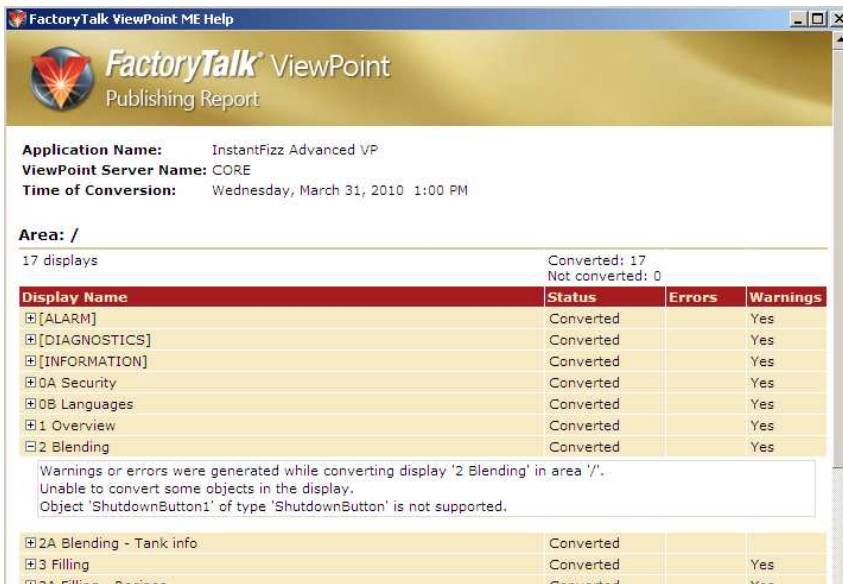 FactoryTalk ViewPoint ME Help
FactoryTalk® ViewPoint
Publishing Report
Application Name: InstantFizz Advanced VP
ViewPoint Server Name: CORE
Time of Conversion: Wednesday, March 31, 2010 1:00 PM
Area: /
17 displays Converted: 17
Not converted: 0
Display Name Status Errors Warnings
[ALARM] Converted Yes
[DIAGNOSTICS] Converted Yes
[INFORMATION] Converted Yes
0A Security Converted Yes
0B Languages Converted Yes
1 Overview Converted Yes
2 Blending Converted Yes
Warnings or errors were generated while converting display '2 Blending' in area '/'.
Unable to convert some objects in the display.
Object 'ShutdownButton1' of type 'ShutdownButton' is not supported.
2A Blending - Tank info Converted
3 Filling Converted Yes